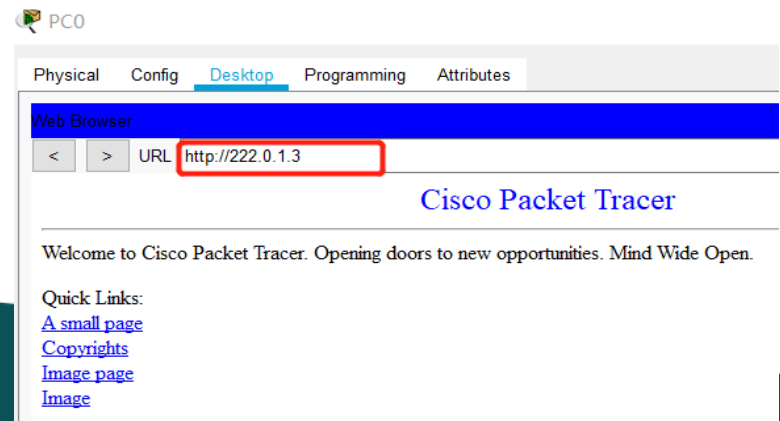 PC0
Physical Config Desktop Programming Attributes
Web Browser
< > URL http://222.0.1.3
Cisco Packet Tracer
Welcome to Cisco Packet Tracer. Opening doors to new opportunities. Mind Wide Open.
Quick Links:
A small page
Copyrights
Image page
Image